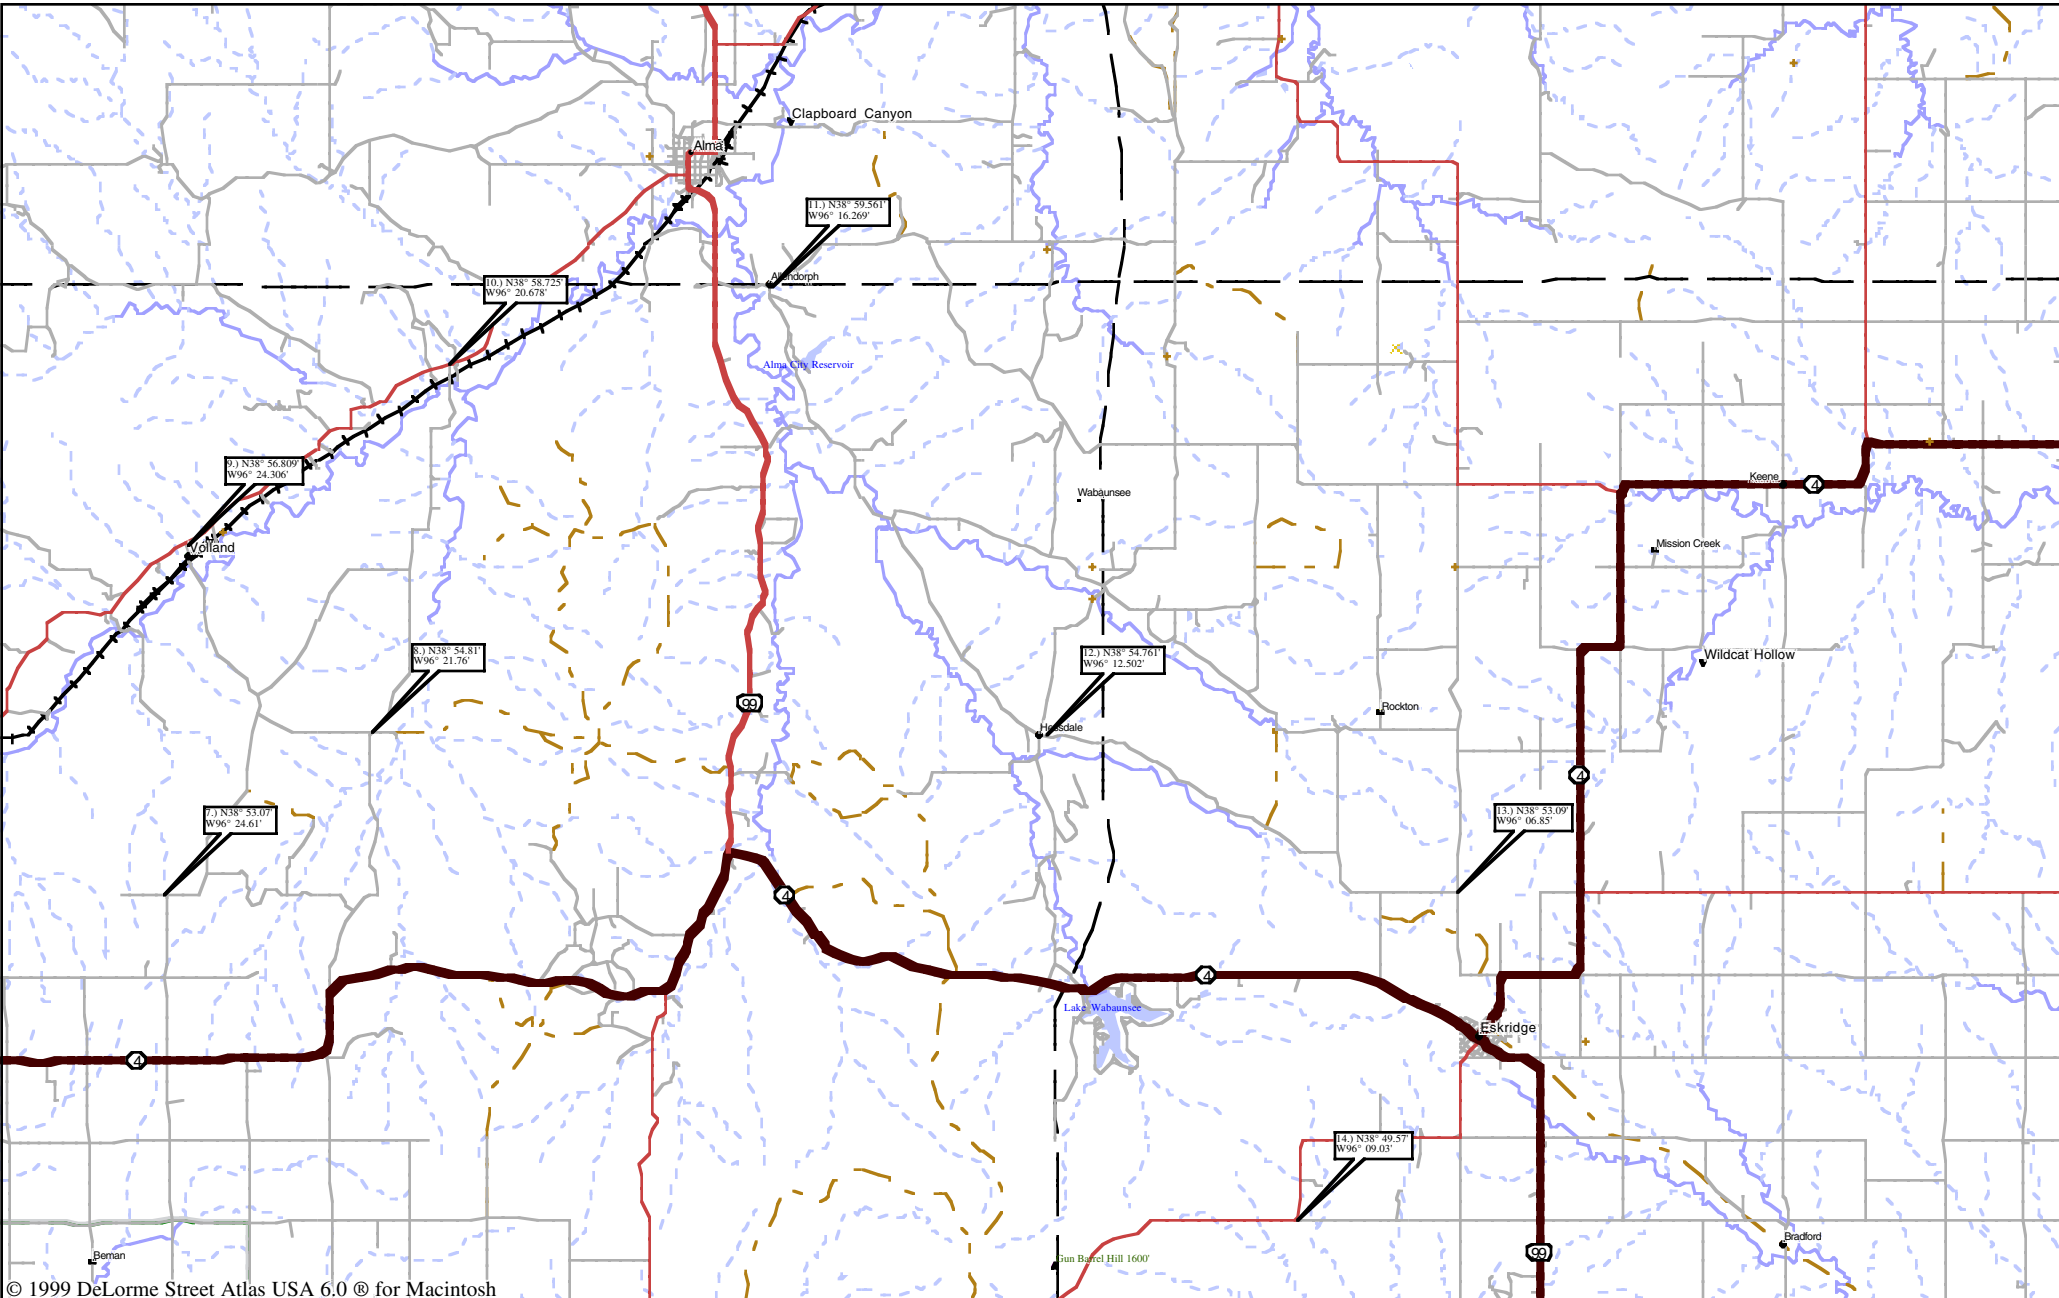 Clapboard Canyon
Alma
11.) N38° 59.561'
W96° 16.269'
Allendorph
10.) N38° 58.725'
W96° 20.678'
Alma City Reservoir
9.) N38° 56.809'
W96° 24.306'
Volland
Wabaunsee
Keene
4
Mission Creek
8.) N38° 54.81'
W96° 21.76'
12.) N38° 54.761'
W96° 12.502'
Wildcat Hollow
99
Rockton
Hessdale
4
7.) N38° 53.07'
W96° 24.61'
13.) N38° 53.09'
W96° 06.85'
4
4
Lake Wabaunsee
Eskridge
4
14.) N38° 49.57'
W96° 09.03'
Beman
Gun Barrel Hill 1600'
99
Bradford
© 1999 DeLorme Street Atlas USA 6.0 ® for Macintosh